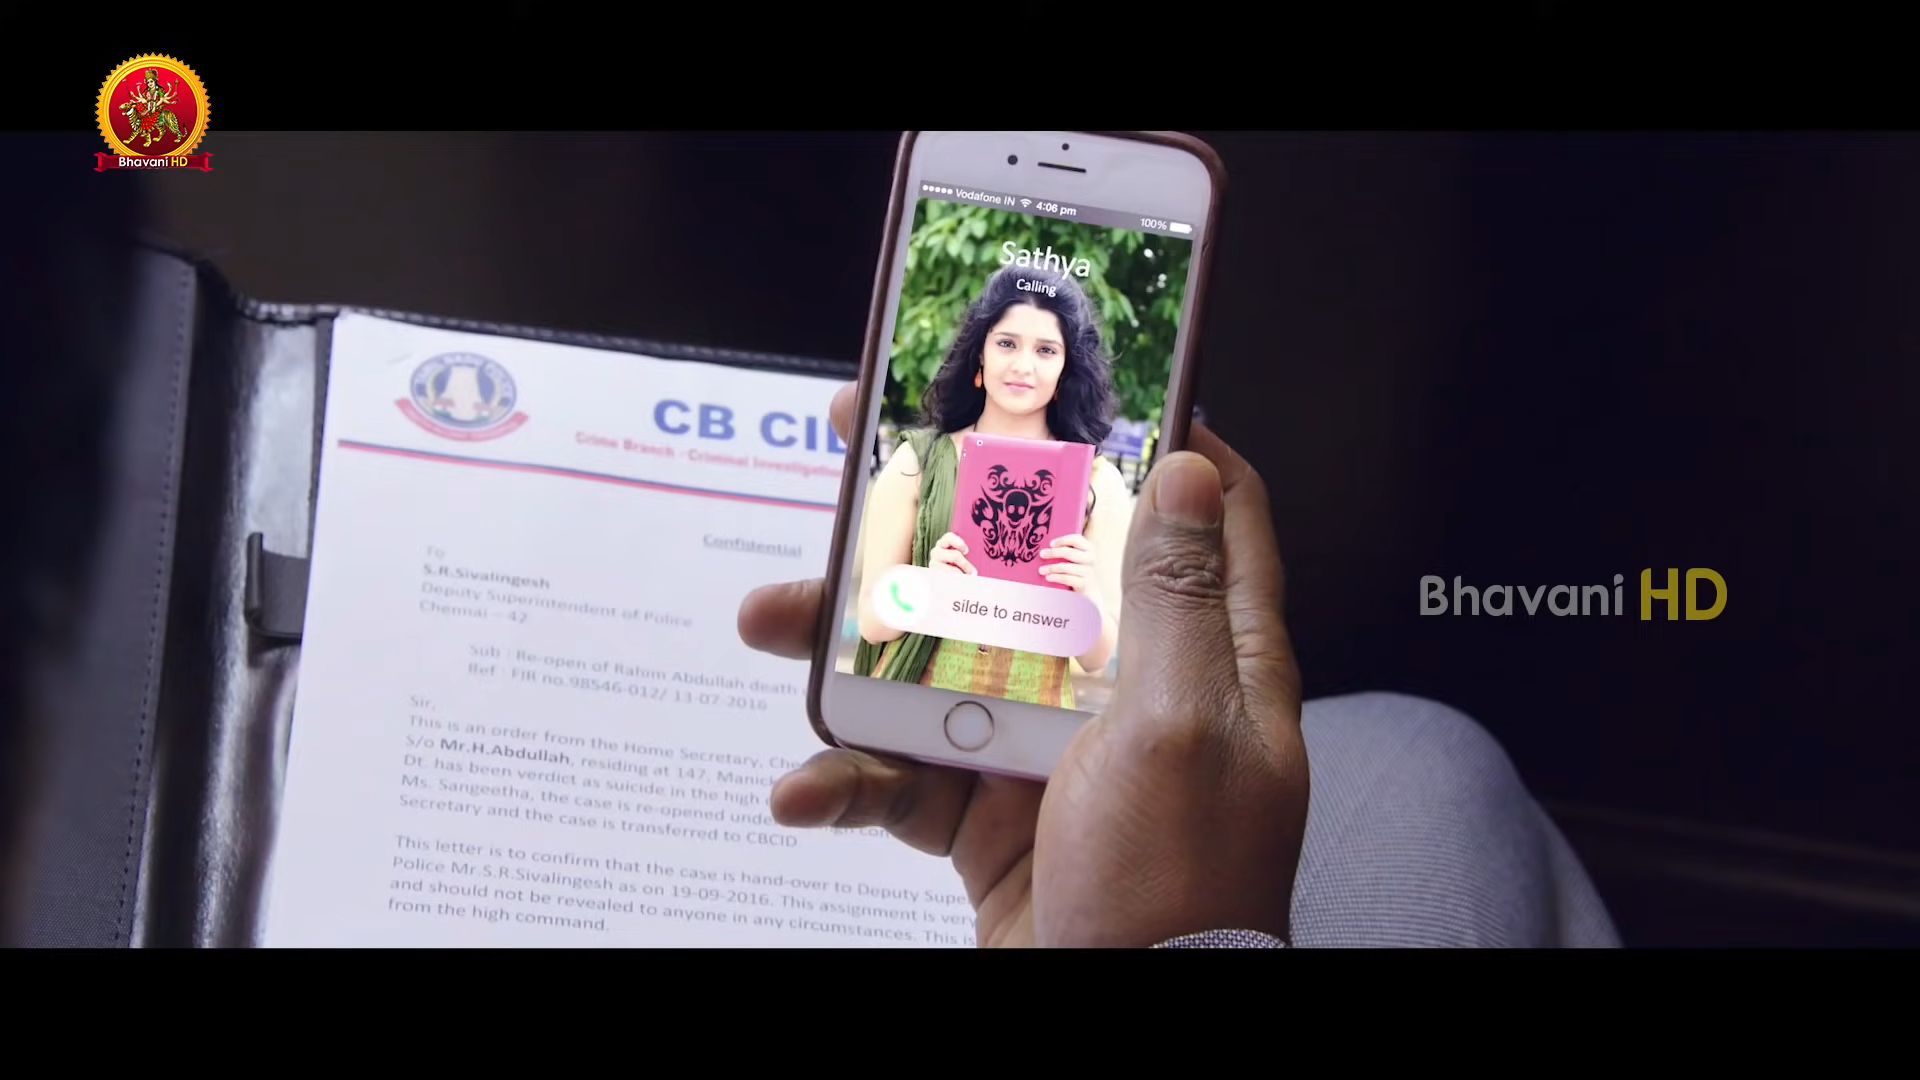 Bhavani HD
Vodafone IN 4:06 pm 100%
Sathya
Calling
silde to answer
CB CID
Crime Branch - Criminal Investigation
Confidential
To
S.R.Sivalingesh
Deputy Superintendent of Police
Chennai - 42
Sub : Re-open of Rahim Abdullah death
Ref : FIR no.98546-012/ 13-07-2016
Sir,
This is an order from the Home Secretary,
S/o Mr.H.Abdullah, residing at 147,
Dt. has been verdict as suicide in the high
Ms. Sangeetha, the case is re-opened
Secretary and the case is transferred to CBCID
This letter is to confirm that the case is hand-over to Deputy
Police Mr.S.R.Sivalingesh as on 19-09-2016. This assignment is very
and should not be revealed to anyone in any circumstances. This is
from the high command.
Bhavani HD